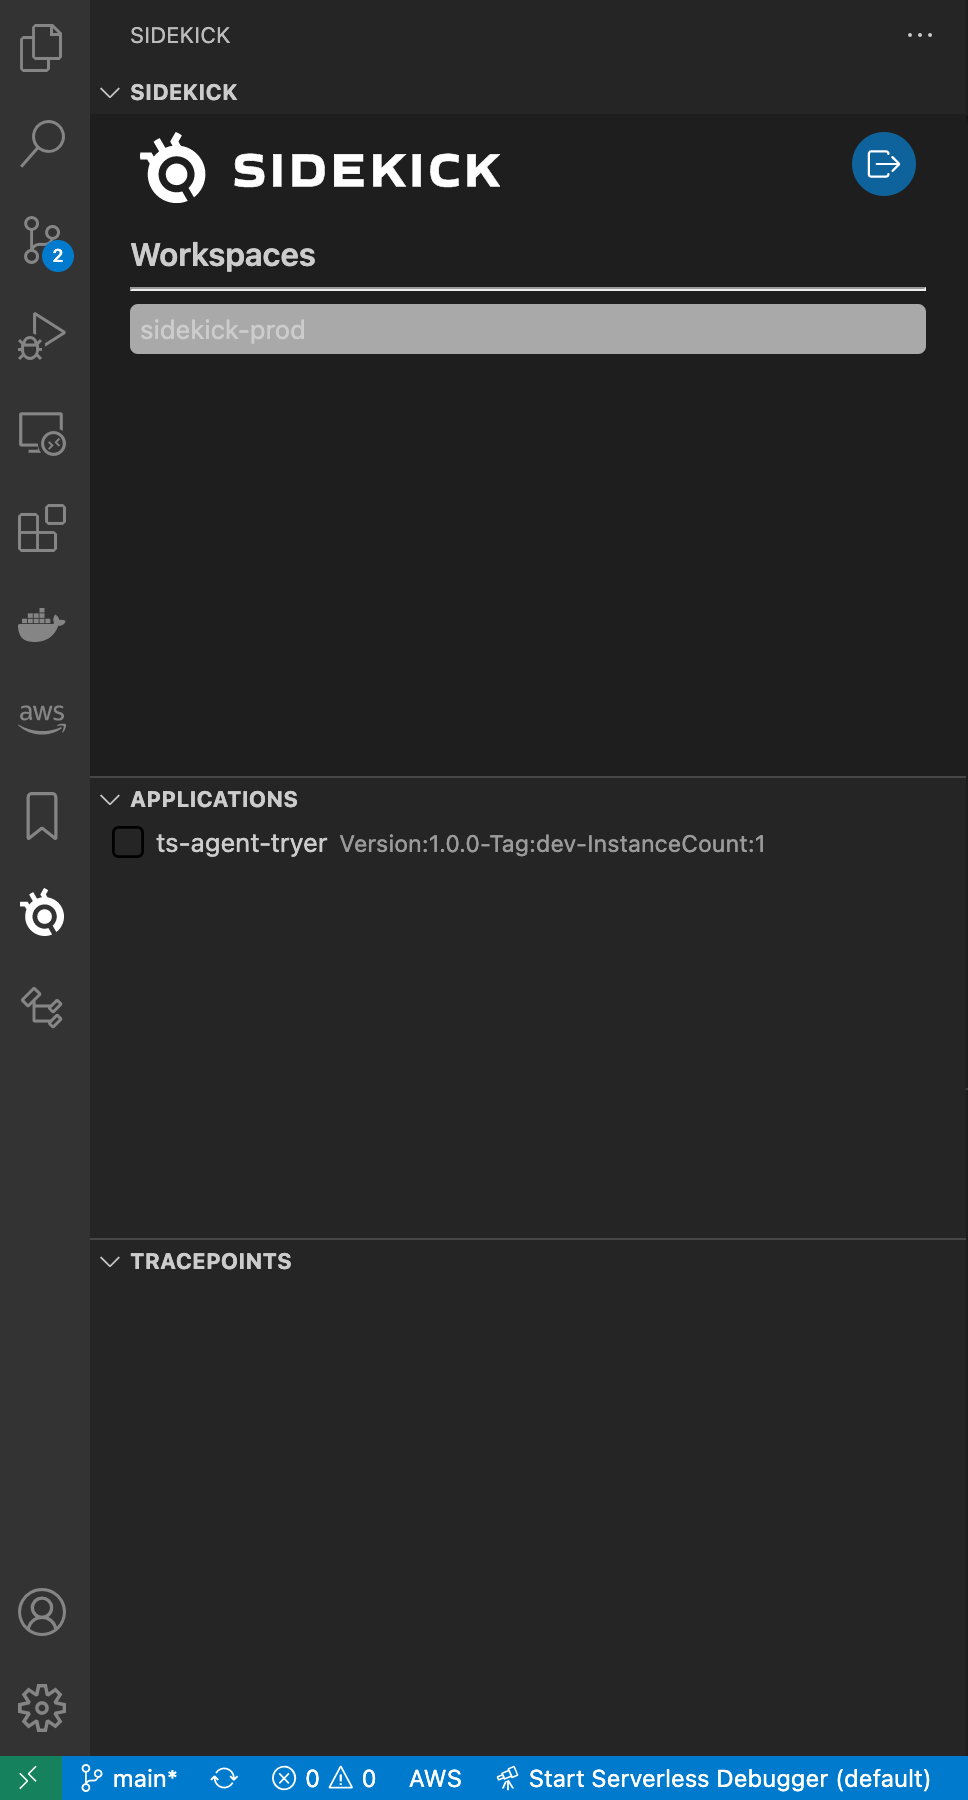 SIDEKICK
SIDEKICK
SIDEKICK
Workspaces
2
sidekick-prod
aws
APPLICATIONS
ts-agent-tryer Version:1.0.0-Tag:dev-InstanceCount:1
TRACEPOINTS
main* 0 0 AWS Start Serverless Debugger (default)